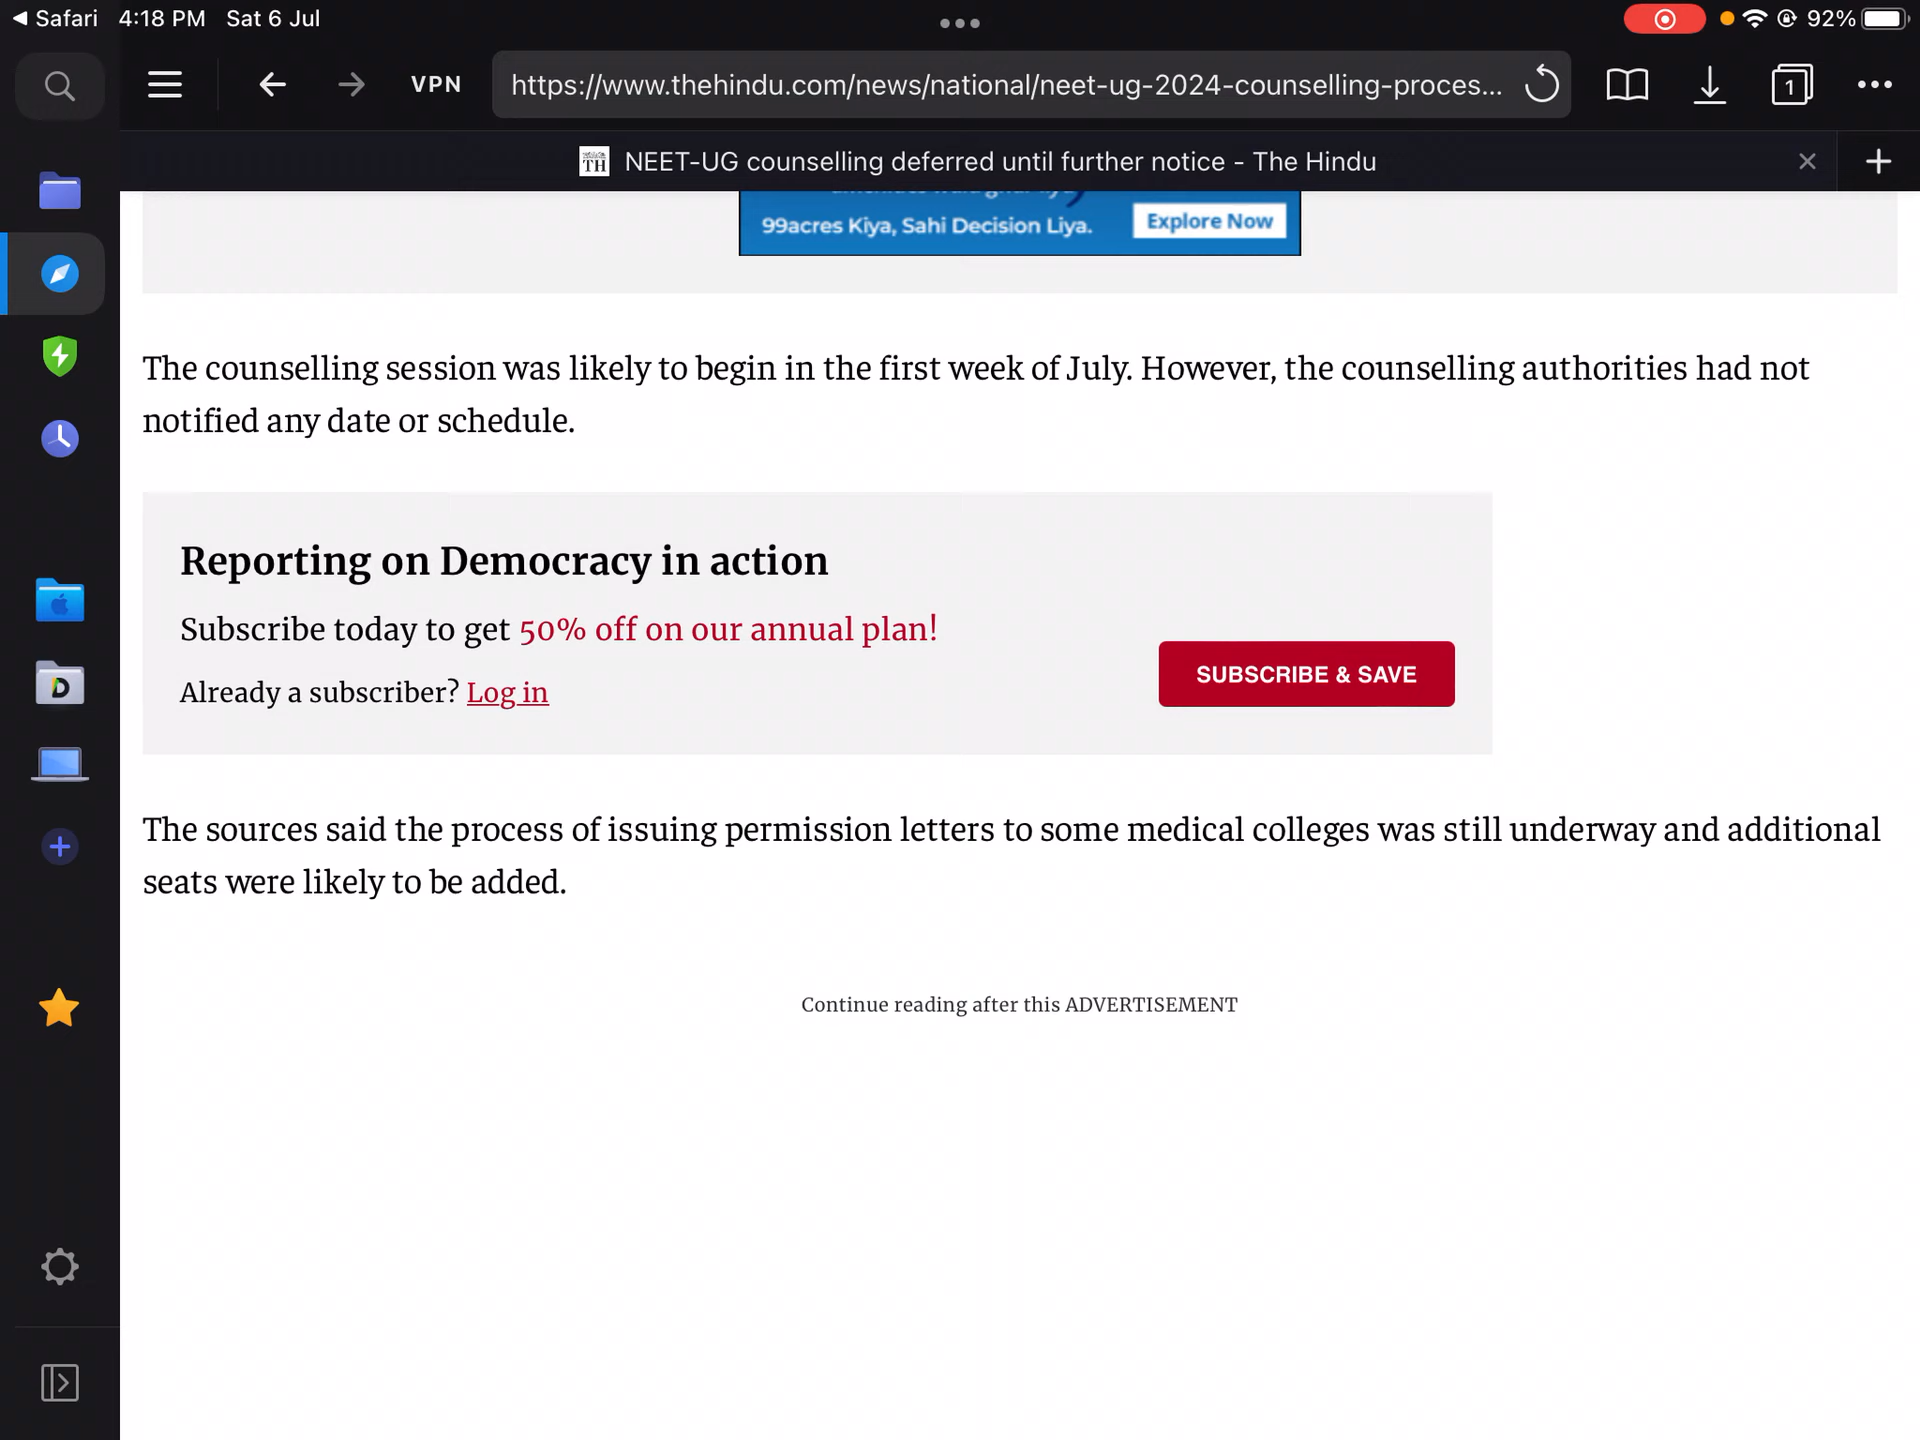 Safari 4:18 PM Sat 6 Jul
92%
VPN
https://www.thehindu.com/news/national/neet-ug-2024-counselling-proces...
1
TH NEET-UG counselling deferred until further notice - The Hindu
99acres Kiya, Sahi Decision Liya.
Explore Now
The counselling session was likely to begin in the first week of July. However, the counselling authorities had not
notified any date or schedule.
Reporting on Democracy in action
Subscribe today to get 50% off on our annual plan!
Already a subscriber? Log in
SUBSCRIBE & SAVE
D
The sources said the process of issuing permission letters to some medical colleges was still underway and additional
seats were likely to be added.
Continue reading after this ADVERTISEMENT